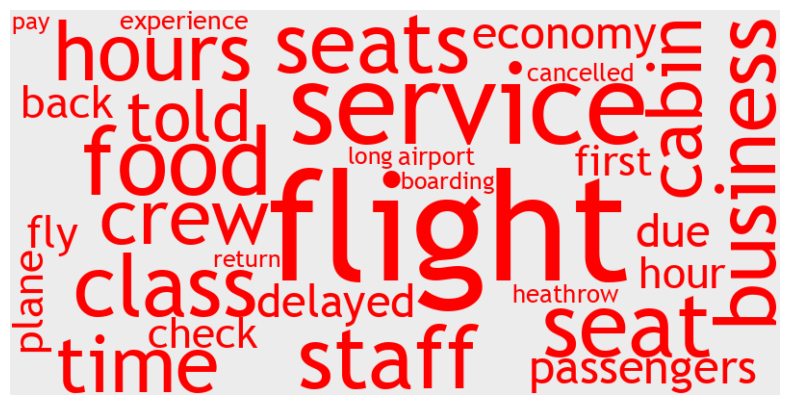 pay
experience
hours
seats
economy
cabin
business
cancelled
back
told
service
food
long
airport
first
boarding
flight
crew
fly
due
return
hour
plane
class
delayed
heathrow
seat
check
staff
time
passengers